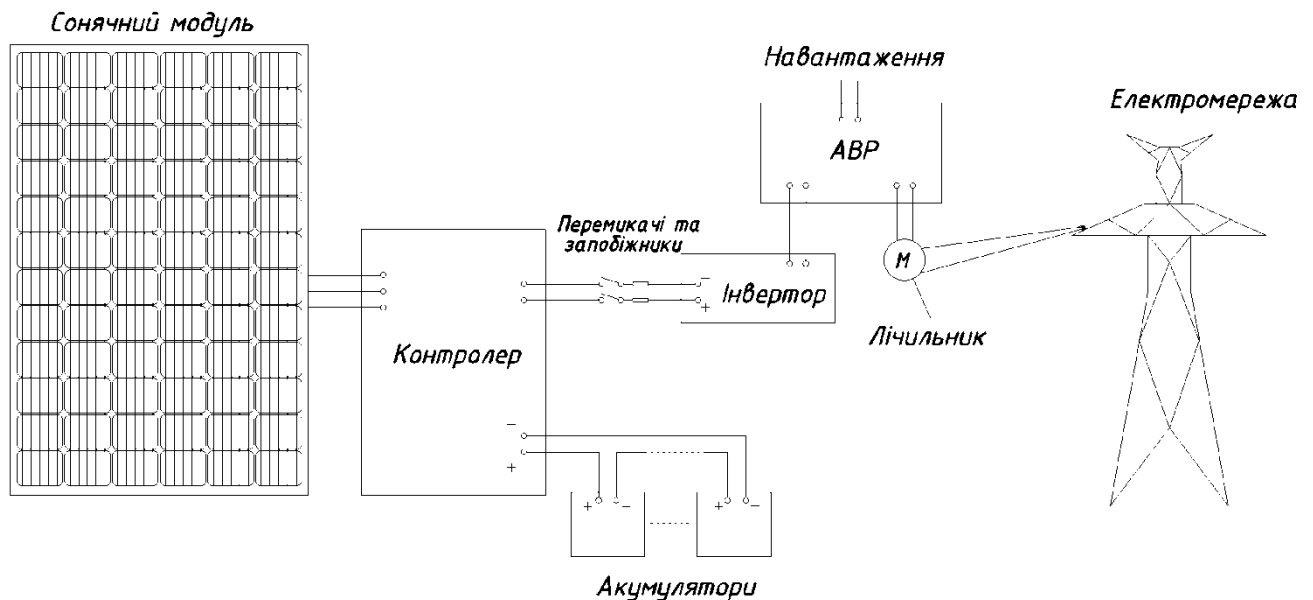 Сонячний модуль
Навантаження
Електромережа
АВР
Перемикачі та
запобіжники
М
−
Інвертор
+
Лічильник
Контролер
−
+
+ −
+ −
Акумулятори